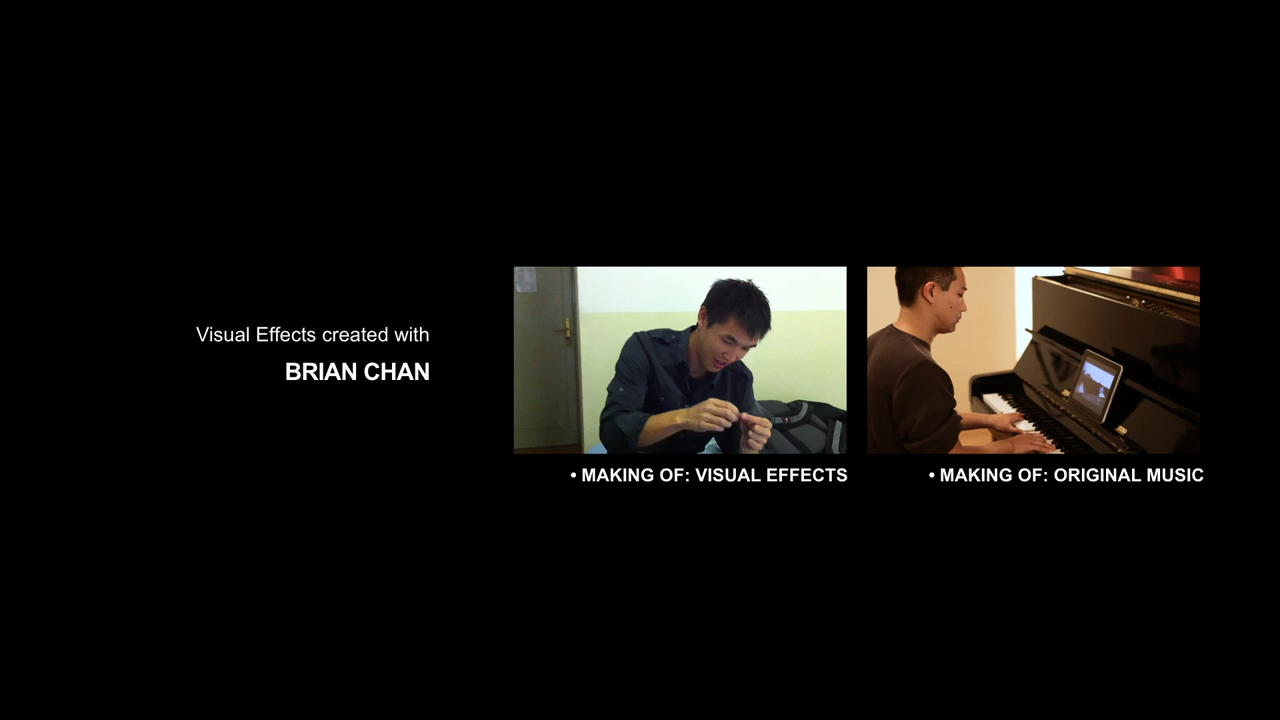 Visual Effects created with
BRIAN CHAN
• MAKING OF: VISUAL EFFECTS
• MAKING OF: ORIGINAL MUSIC